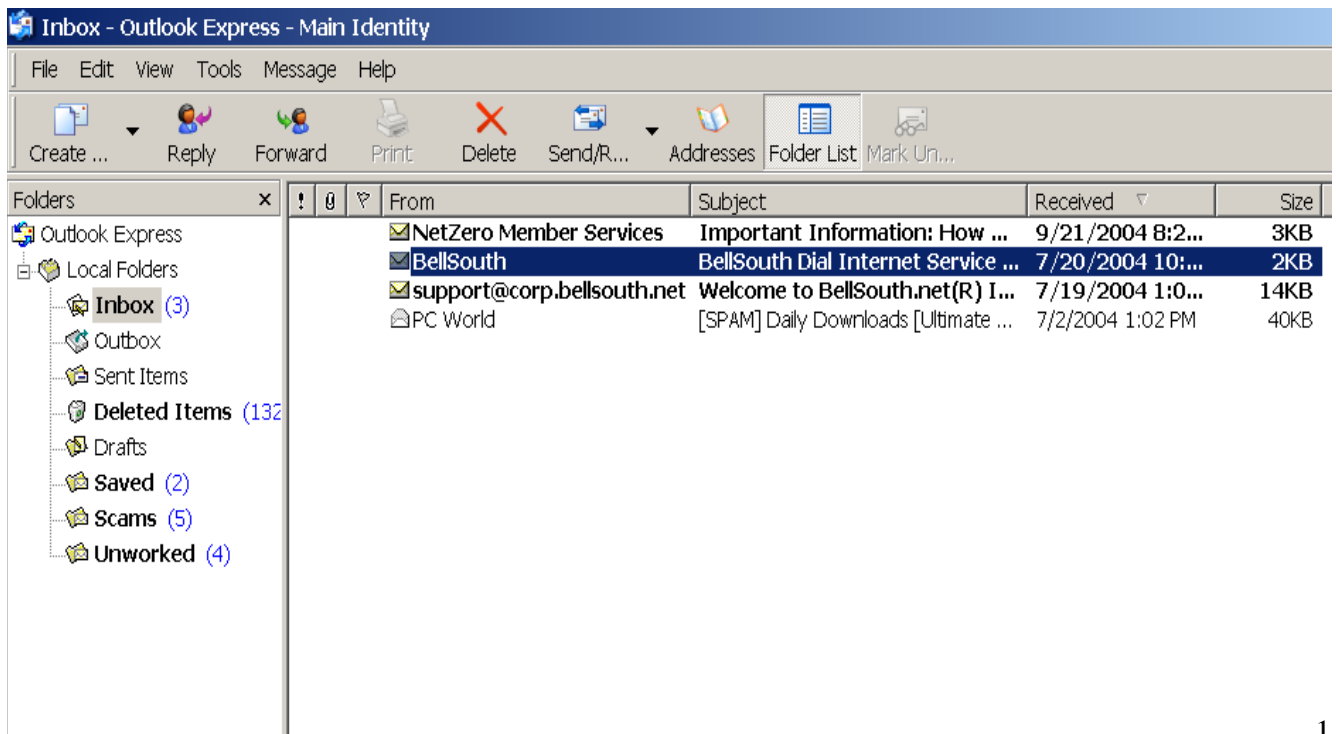 Inbox - Outlook Express - Main Identity
File Edit View Tools Message Help
Create ... Reply Forward Print Delete Send/R... Addresses Folder List Mark Un...
Folders x
Outlook Express
Local Folders
Inbox (3)
Outbox
Sent Items
Deleted Items (132
Drafts
Saved (2)
Scams (5)
Unworked (4)
! From Subject Received Size
NetZero Member Services Important Information: How ... 9/21/2004 8:2... 3KB
BellSouth BellSouth Dial Internet Service ... 7/20/2004 10:... 2KB
support@corp.bellsouth.net Welcome to BellSouth.net(R) I... 7/19/2004 1:0... 14KB
PC World [SPAM] Daily Downloads [Ultimate ... 7/2/2004 1:02 PM 40KB
1